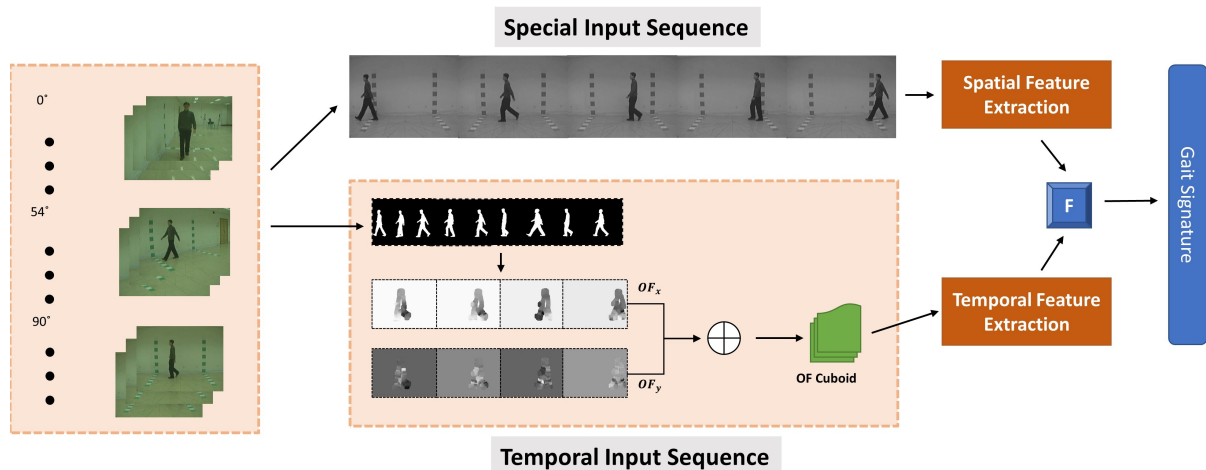 Special Input Sequence
0°
54°
90°
Spatial Feature
Extraction
OFₓ
OFᵧ
OF Cuboid
Temporal Feature
Extraction
F
Gait Signature
Temporal Input Sequence